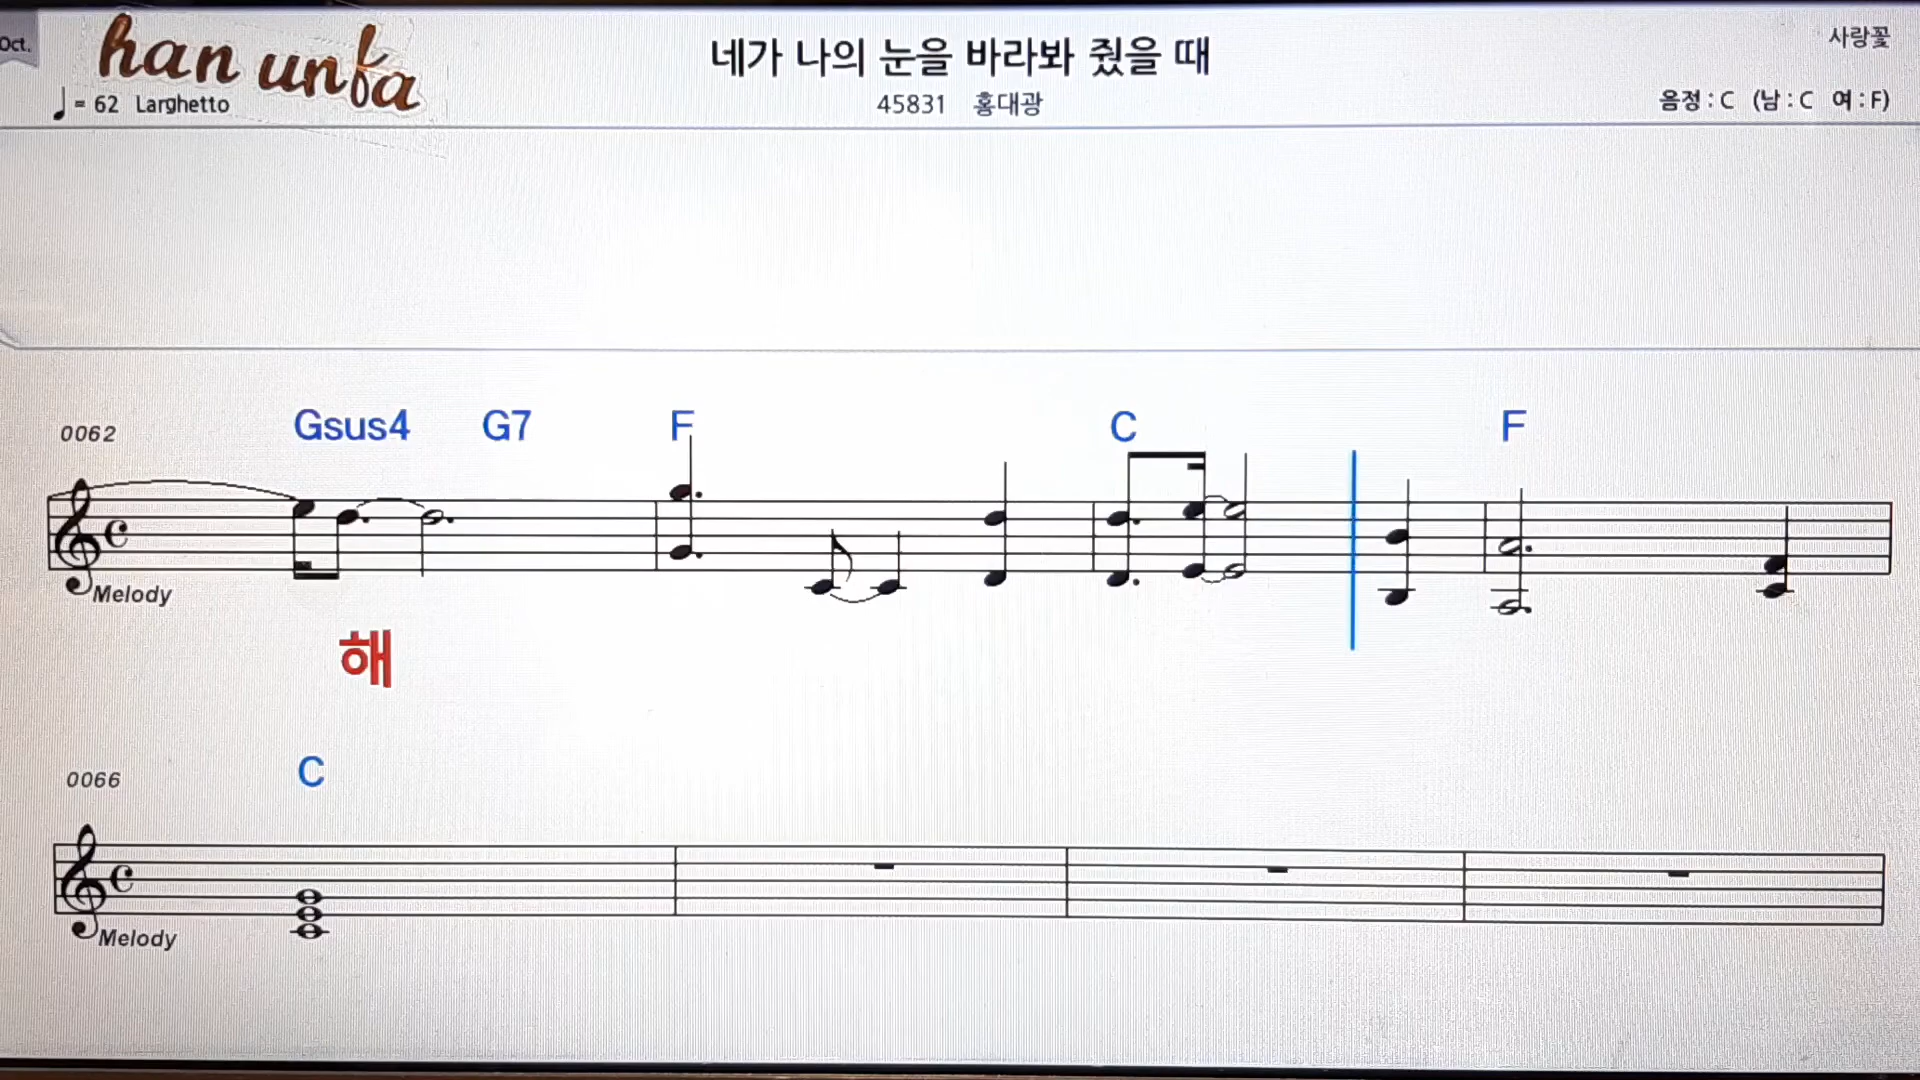 Oct.
han unfa
네가 나의 눈을 바라봐 줬을 때
사랑꽃
♩ = 62 Larghetto
45831 홍대광
음정 : C (남 : C 여 : F)
0062 Gsus4 G7 F C F
Melody
해
0066 C
Melody